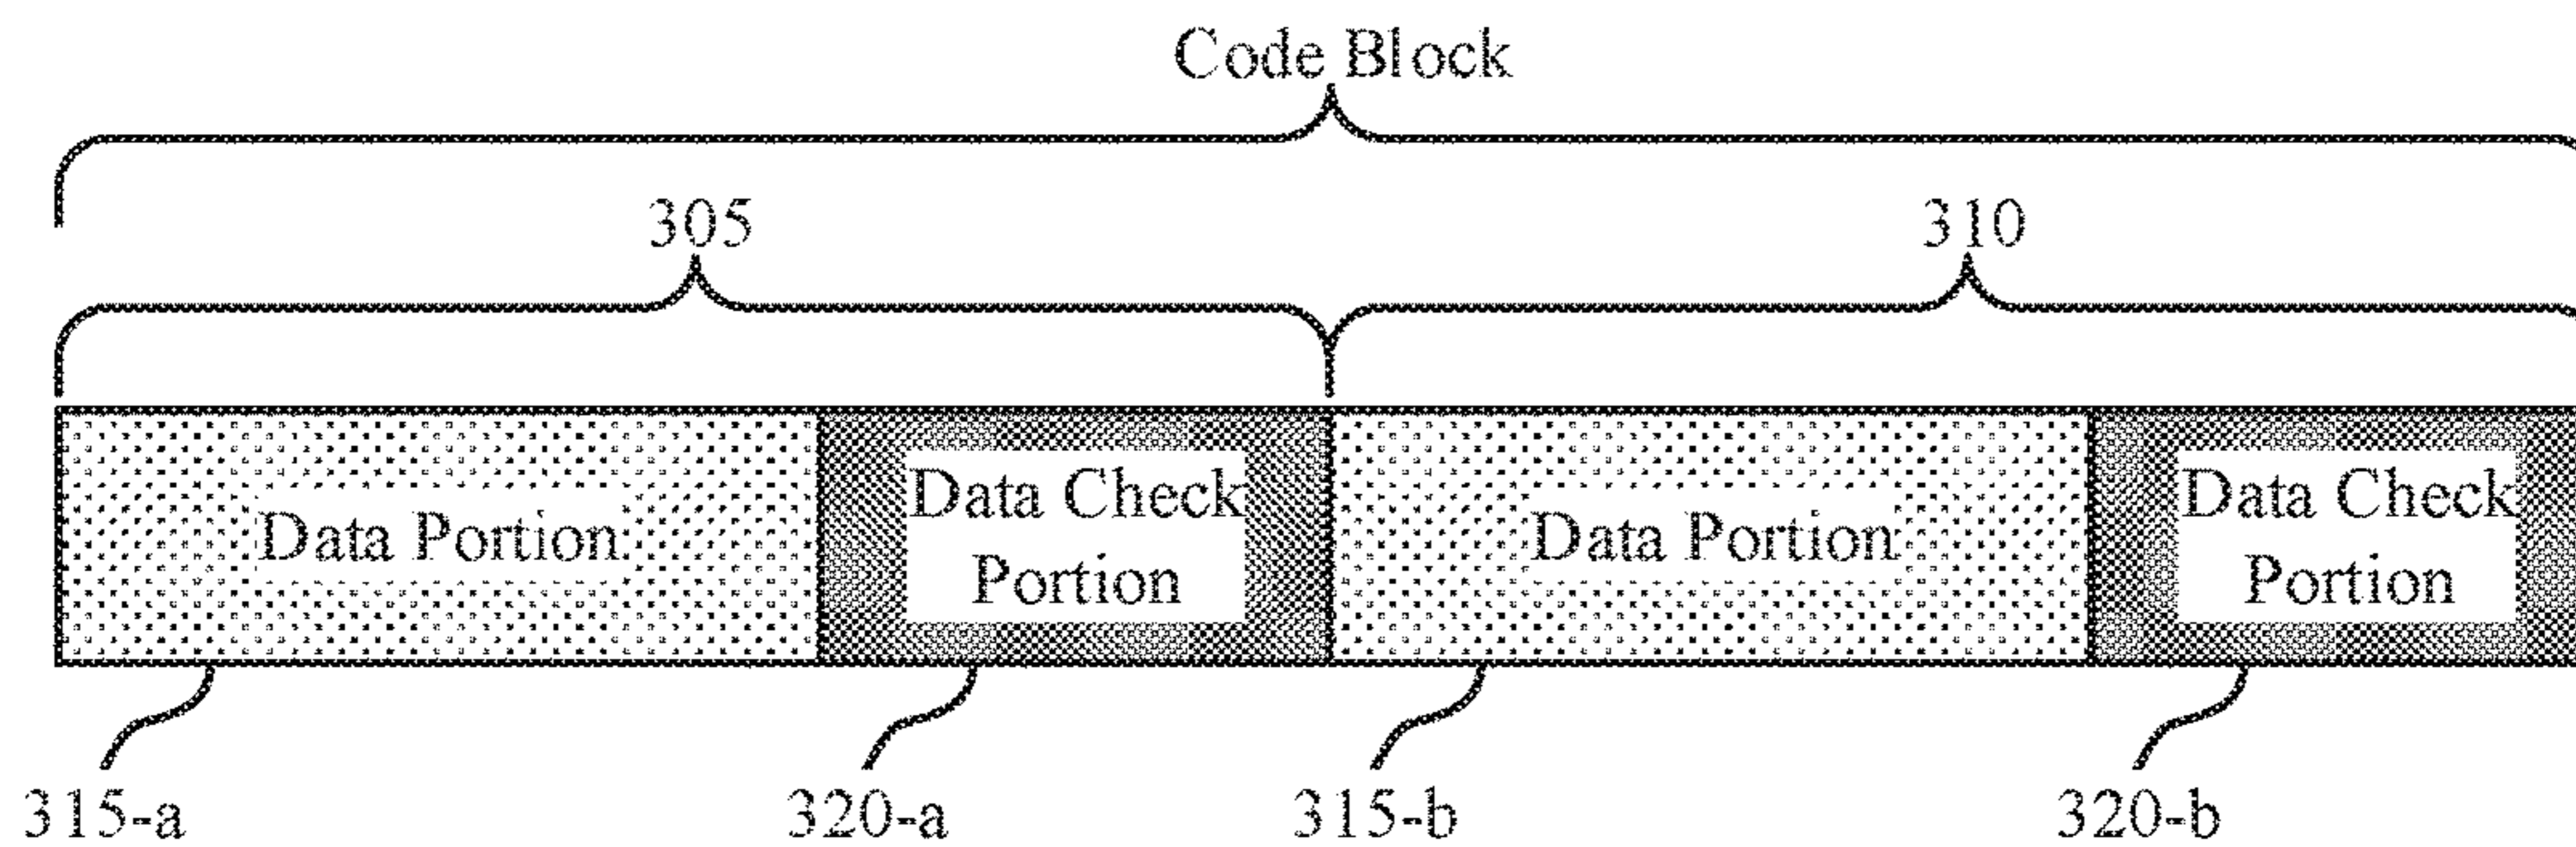 Code Block
305
310
Data Portion
Data Check
Portion
Data Portion
Data Check
Portion
315-a
320-a
315-b
320-b